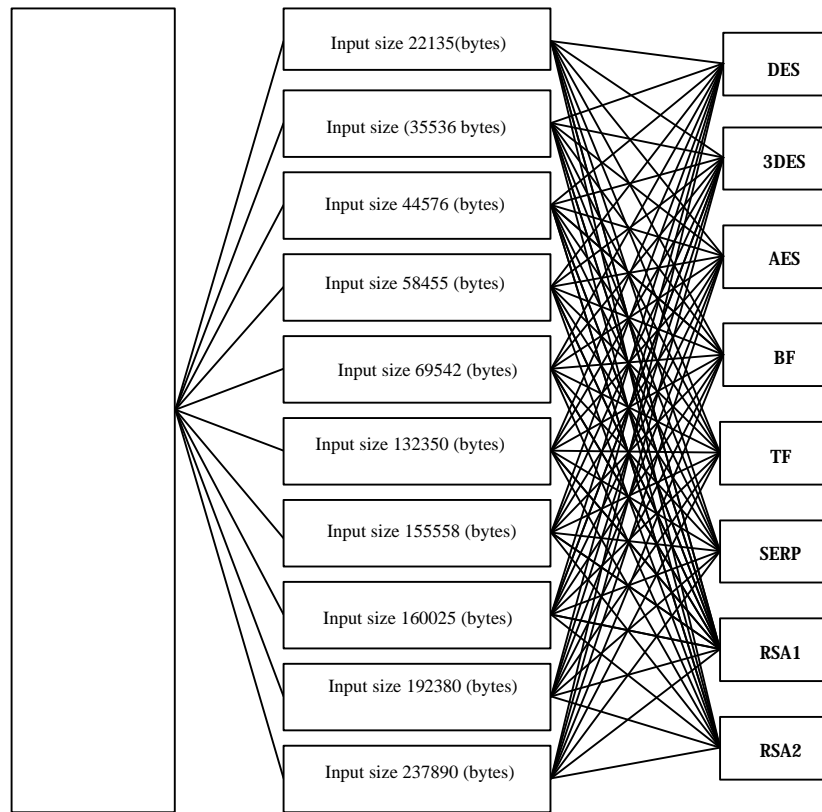 Input size 22135(bytes)
Input size (35536 bytes)
Input size 44576 (bytes)
Input size 58455 (bytes)
Input size 69542 (bytes)
Input size 132350 (bytes)
Input size 155558 (bytes)
Input size 160025 (bytes)
Input size 192380 (bytes)
Input size 237890 (bytes)
DES
3DES
AES
BF
TF
SERP
RSA1
RSA2